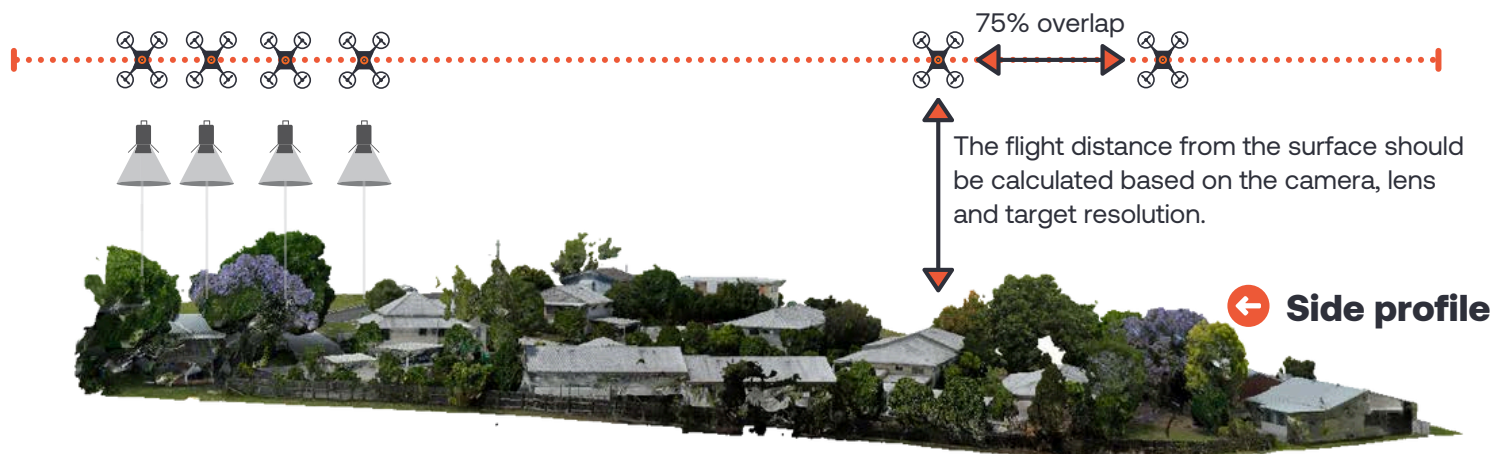 75% overlap
The flight distance from the surface should
be calculated based on the camera, lens
and target resolution.
Side profile